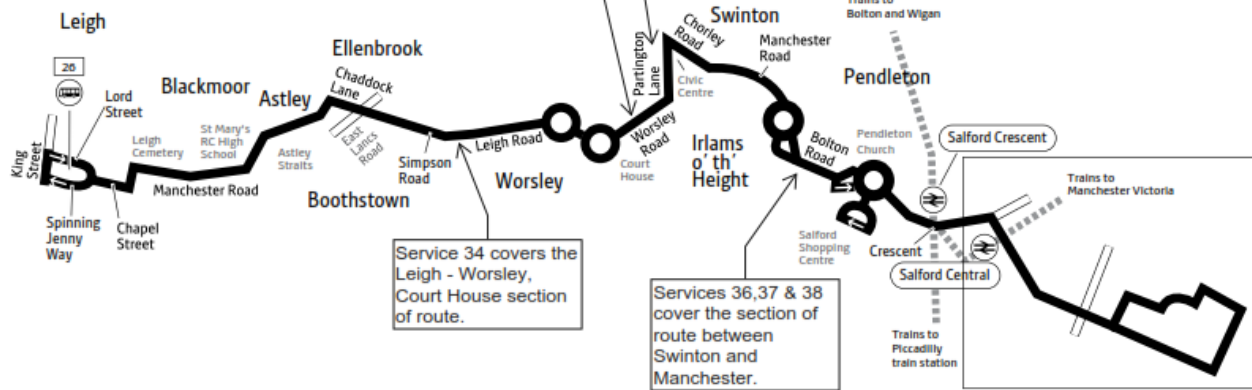 Leigh
26
Lord
Street
King
Street
Spinning
Jenny
Way
Chapel
Street
Leigh
Cemetery
Blackmoor
St Mary's
RC High
School
Manchester Road
Astley
Astley
Straits
Ellenbrook
Chaddock
Lane
East
Lancs
Road
Boothstown
Simpson
Road
Leigh Road
Worsley
Service 34 covers the
Leigh - Worsley,
Court House section
of route.
Court
House
Worsley
Road
Partington
Lane
Swinton
Chorley
Road
Civic
Centre
Manchester
Road
Irlams
o' th'
Height
Bolton
Road
Pendleton
Pendleton
Church
Salford
Shopping
Centre
Services 36,37 & 38
cover the section of
route between
Swinton and
Manchester.
Trains to
Bolton and Wigan
Salford Crescent
Crescent
Trains to
Manchester Victoria
Salford Central
Trains to
Piccadilly
train station